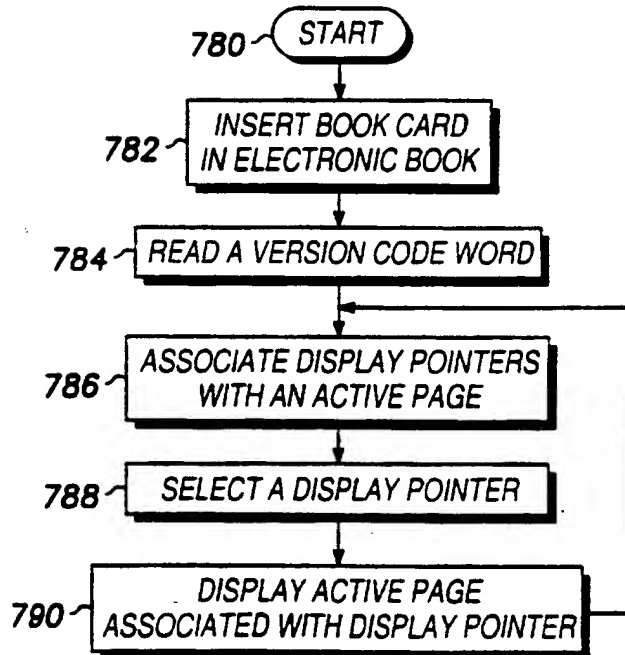 780
START
782
INSERT BOOK CARD
IN ELECTRONIC BOOK
784
READ A VERSION CODE WORD
786
ASSOCIATE DISPLAY POINTERS
WITH AN ACTIVE PAGE
788
SELECT A DISPLAY POINTER
790
DISPLAY ACTIVE PAGE
ASSOCIATED WITH DISPLAY POINTER